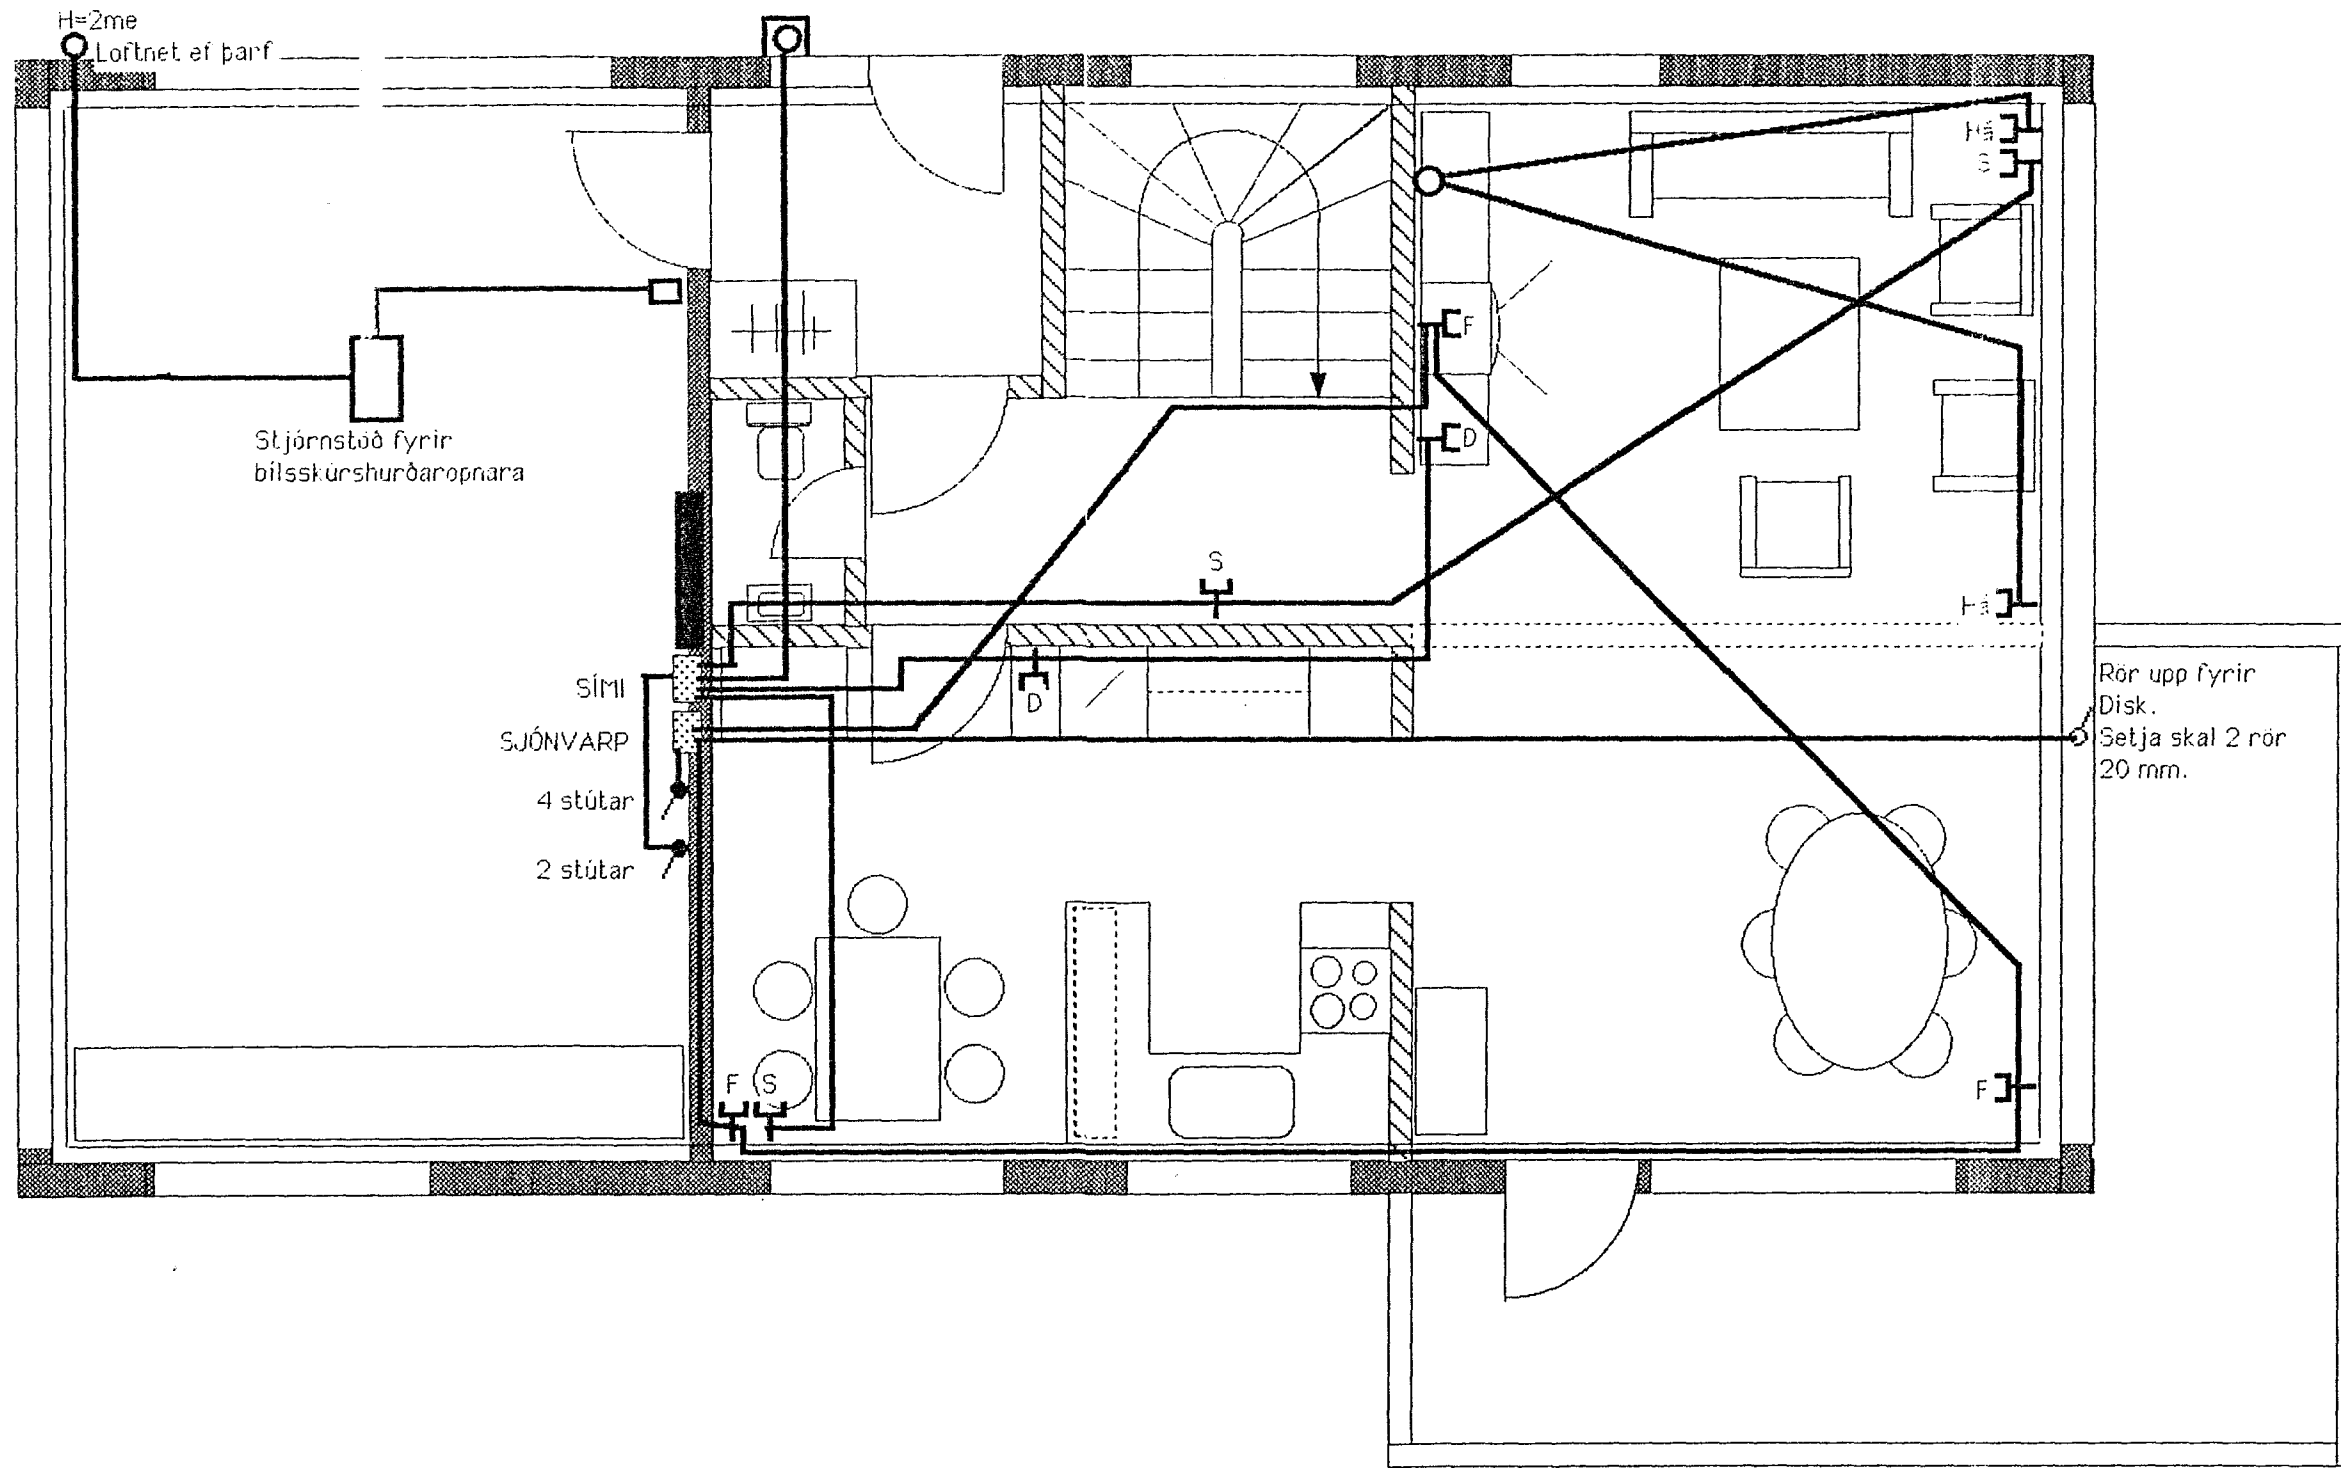 H=2me
Loftnet ef þarf
Há
S
F
Stjórnstöð fyrir
bílsskúrshurðaropnara
D
S
Há
SÍMI
D
SJÓNVARP
4 stútar
2 stútar
Rör upp fyrir
Disk.
Setja skal 2 rör
20 mm.
F S
F